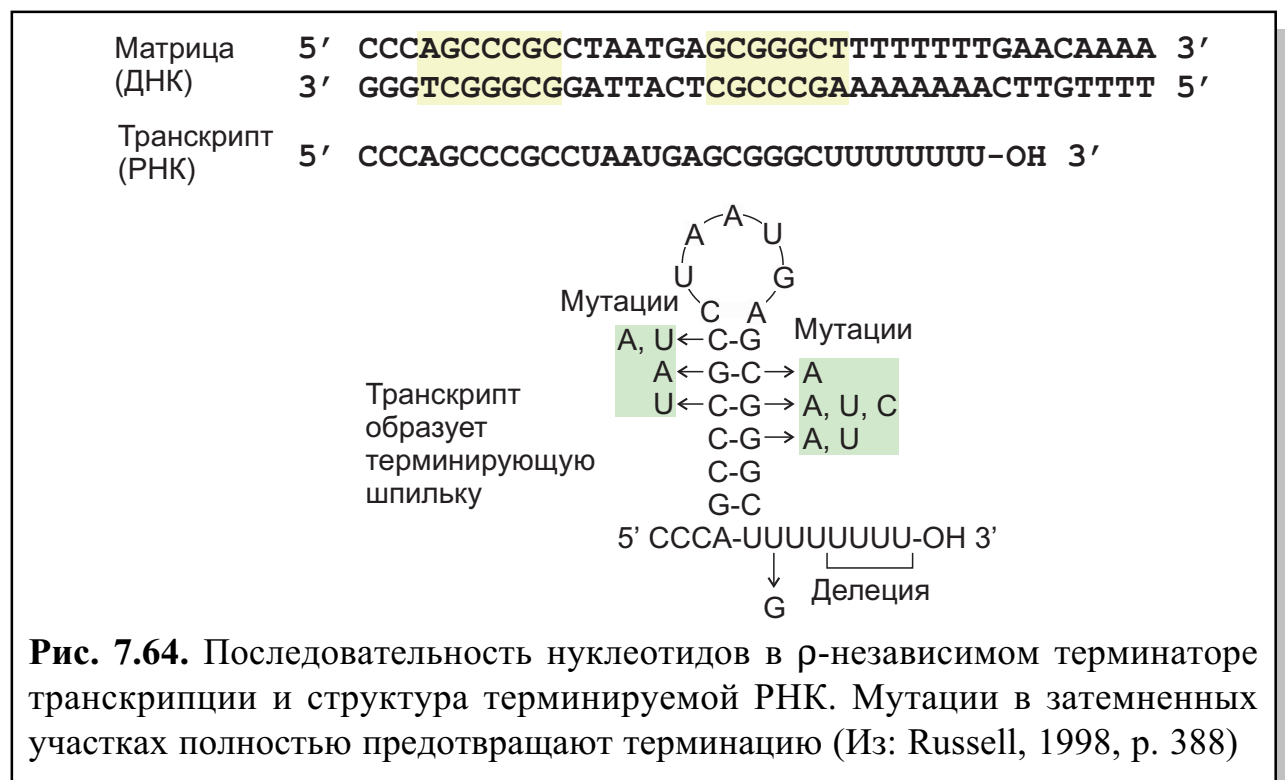 Матрица 5′ CCCAGCCCGCCTAATGAGCGGGCTTTTTTTTGAACAAAA 3′
(ДНК) 3′ GGGTCGGGCGGATTACTCGCCCGAAAAAAAACTTGTTTT 5′
Транскрипт
(РНК) 5′ CCCAGCCCGCCUAAUGAGCGGGCUUUUUUUU-OH 3′
A A U
U G
Мутации C A Мутации
A, U C-G
A G-C A
U C-G A, U, C
C-G A, U
C-G
G-C
Транскрипт
образует
терминирующую
шпильку
5’ CCCA-UUUUUUUU-OH 3’
G Делеция
Рис. 7.64. Последовательность нуклеотидов в ρ-независимом терминаторе
транскрипции и структура терминируемой РНК. Мутации в затемненных
участках полностью предотвращают терминацию (Из: Russell, 1998, p. 388)